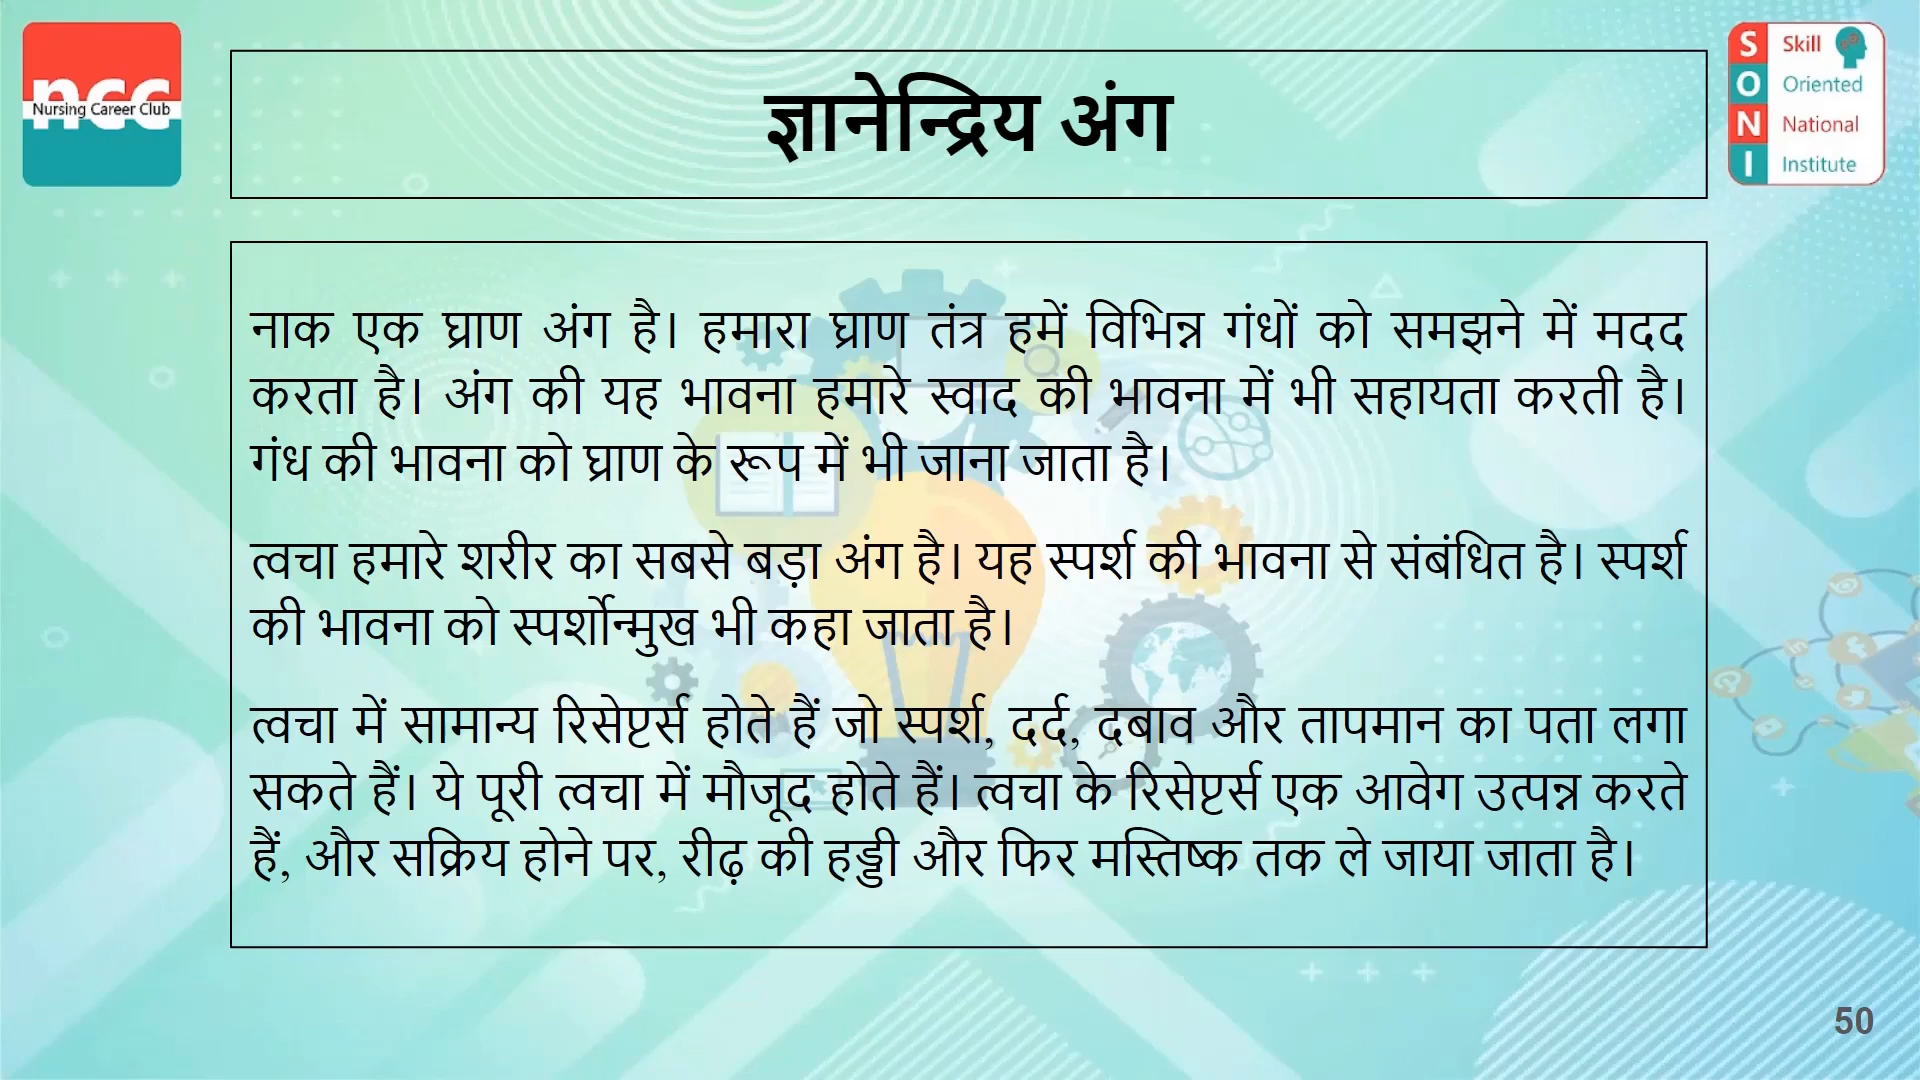 ncc
Nursing Career Club
S Skill
O Oriented
N National
I Institute
ज्ञानेन्द्रिय अंग
नाक एक घ्राण अंग है। हमारा घ्राण तंत्र हमें विभिन्न गंधों को समझने में मदद
करता है। अंग की यह भावना हमारे स्वाद की भावना में भी सहायता करती है।
गंध की भावना को घ्राण के रूप में भी जाना जाता है।
त्वचा हमारे शरीर का सबसे बड़ा अंग है। यह स्पर्श की भावना से संबंधित है। स्पर्श
की भावना को स्पर्शोन्मुख भी कहा जाता है।
त्वचा में सामान्य रिसेप्टर्स होते हैं जो स्पर्श, दर्द, दबाव और तापमान का पता लगा
सकते हैं। ये पूरी त्वचा में मौजूद होते हैं। त्वचा के रिसेप्टर्स एक आवेग उत्पन्न करते
हैं, और सक्रिय होने पर, रीढ़ की हड्डी और फिर मस्तिष्क तक ले जाया जाता है।
50